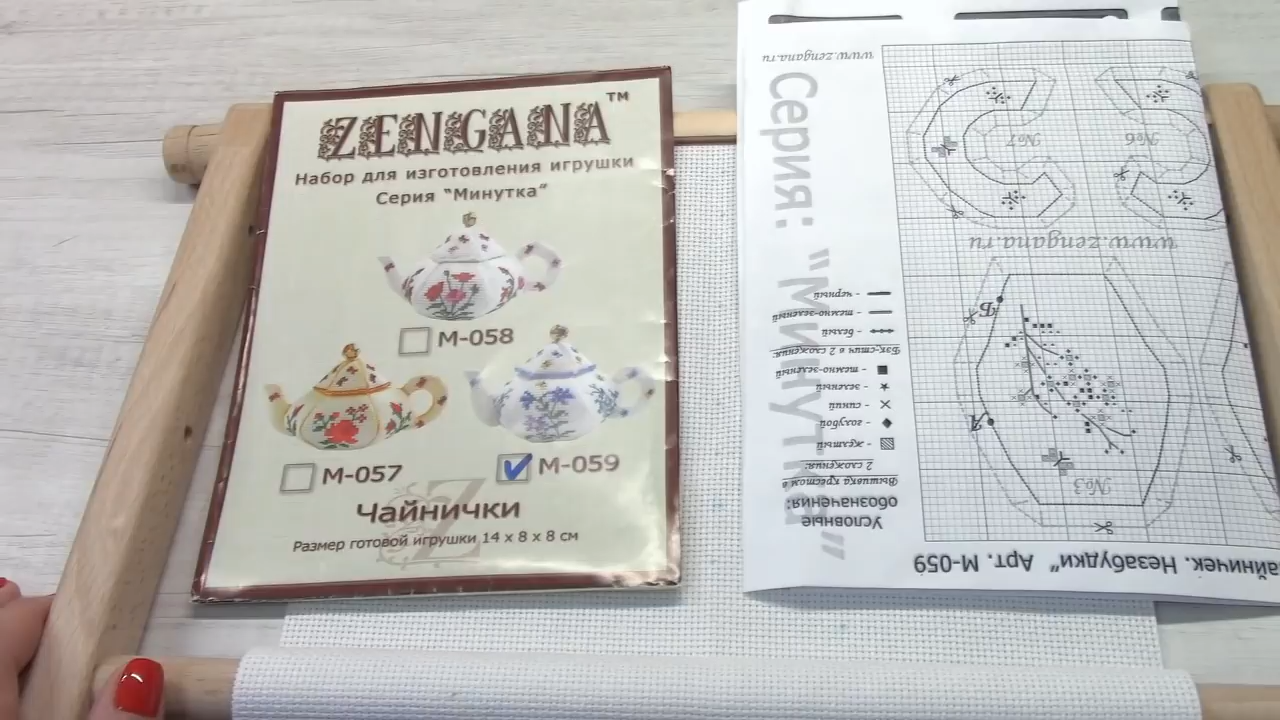 ZENGANA™
Набор для изготовления игрушки
Серия "Минутка"
М-058
М-057
М-059
Чайнички
Размер готовой игрушки 14 х 8 х 8 см
айничек. Незабудки" Арт. М-059
Условные
обозначения:
Вышивка крестом в
2 сложения:
- желтый
- голубой
- синий
- зеленый
- темно-зеленый
Бэк-стич в 2 сложения:
- белый
- темно-зеленый
- черный
Серия: "Минутка"
www.zengana.ru
№3
А
Б
www.zengana.ru
№6
№7